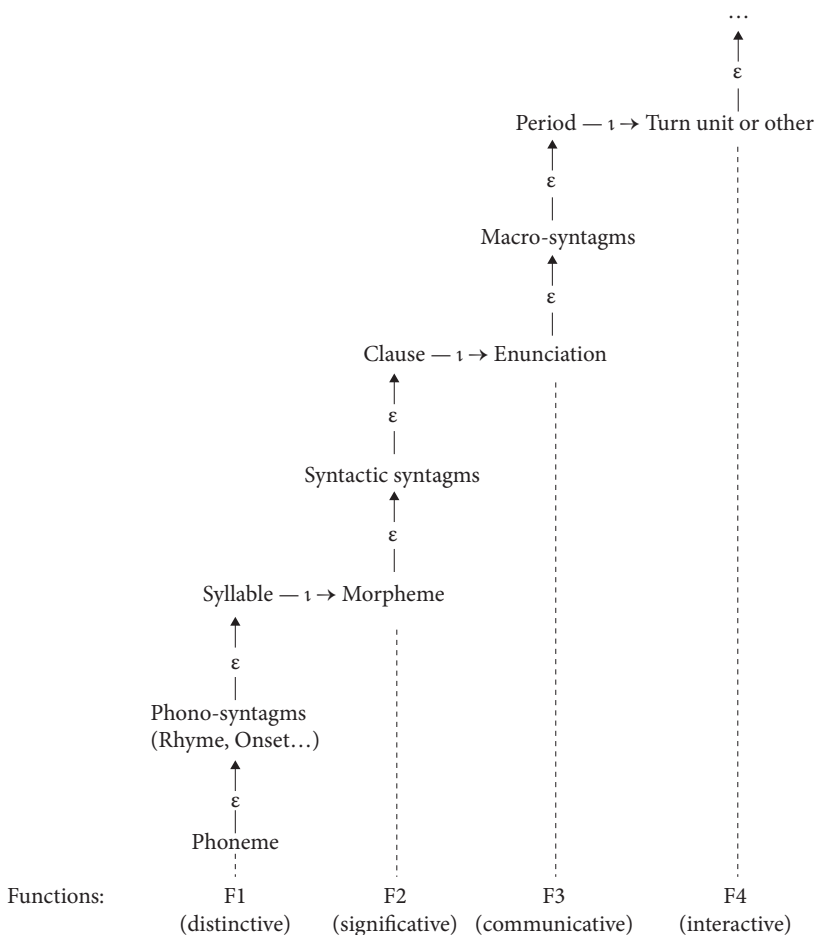 …
ε
Period — ι → Turn unit or other
ε
Macro-syntagms
ε
Clause — ι → Enunciation
ε
Syntactic syntagms
ε
Syllable — ι → Morpheme
ε
Phono-syntagms
(Rhyme, Onset…)
ε
Phoneme
Functions: F1 F2 F3 F4
(distinctive) (significative) (communicative) (interactive)